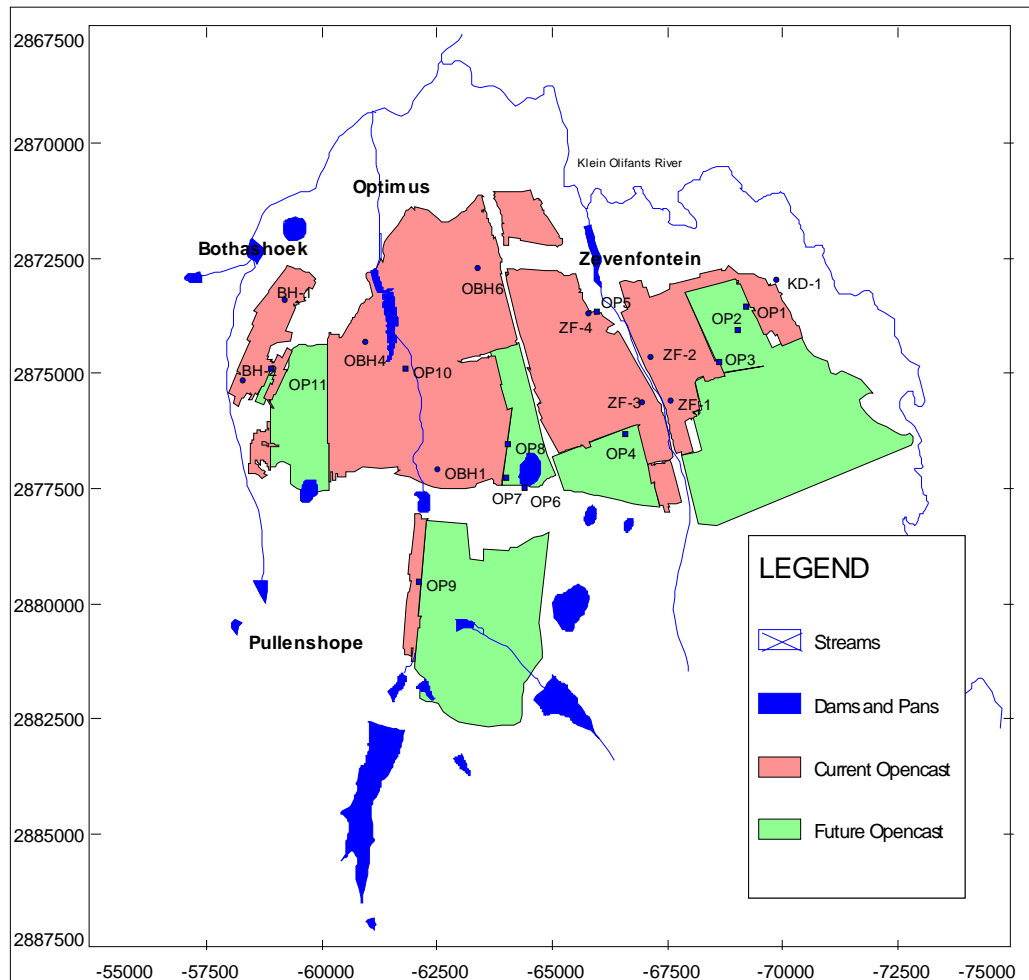 2867500
2870000
Klein Olifants River
Optimus
Bothashoek
2872500
Zevenfontein
BH-1
OBH6
KD-1
OP5
ZF-4
OP1
OP2
OBH4
ZF-2
OP3
2875000
BH-2
OP10
OP11
ZF-3
ZF-1
OP8
OP4
OBH1
2877500
OP7
OP6
LEGEND
2880000
OP9
Pullenshope
Streams
Dams and Pans
2882500
Current Opencast
Future Opencast
2885000
2887500
-55000
-57500
-60000
-62500
-65000
-67500
-70000
-72500
-75000